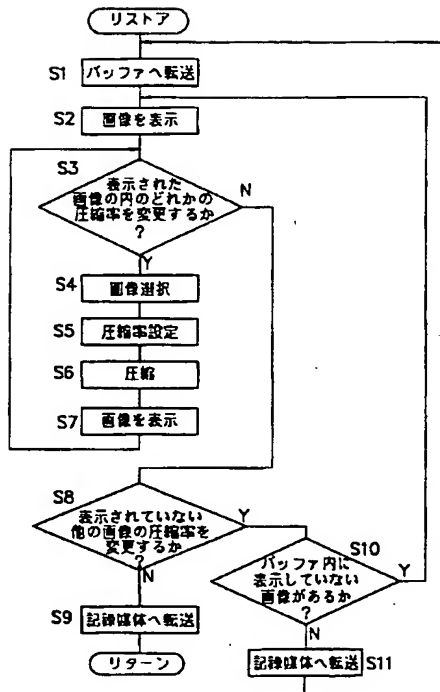 リストア
S1
バッファへ転送
S2
画像を表示
S3
表示された
画像の内のどれかの
圧縮率を変更するか
?
N
Y
S4
画像選択
S5
圧縮率設定
S6
圧縮
S7
画像を表示
S8
表示されていない
他の画像の圧縮率を
変更するか
?
Y
N
S10
バッファ内に
表示していない
画像があるか
?
Y
N
S9
記録媒体へ転送
リターン
記録媒体へ転送
S11